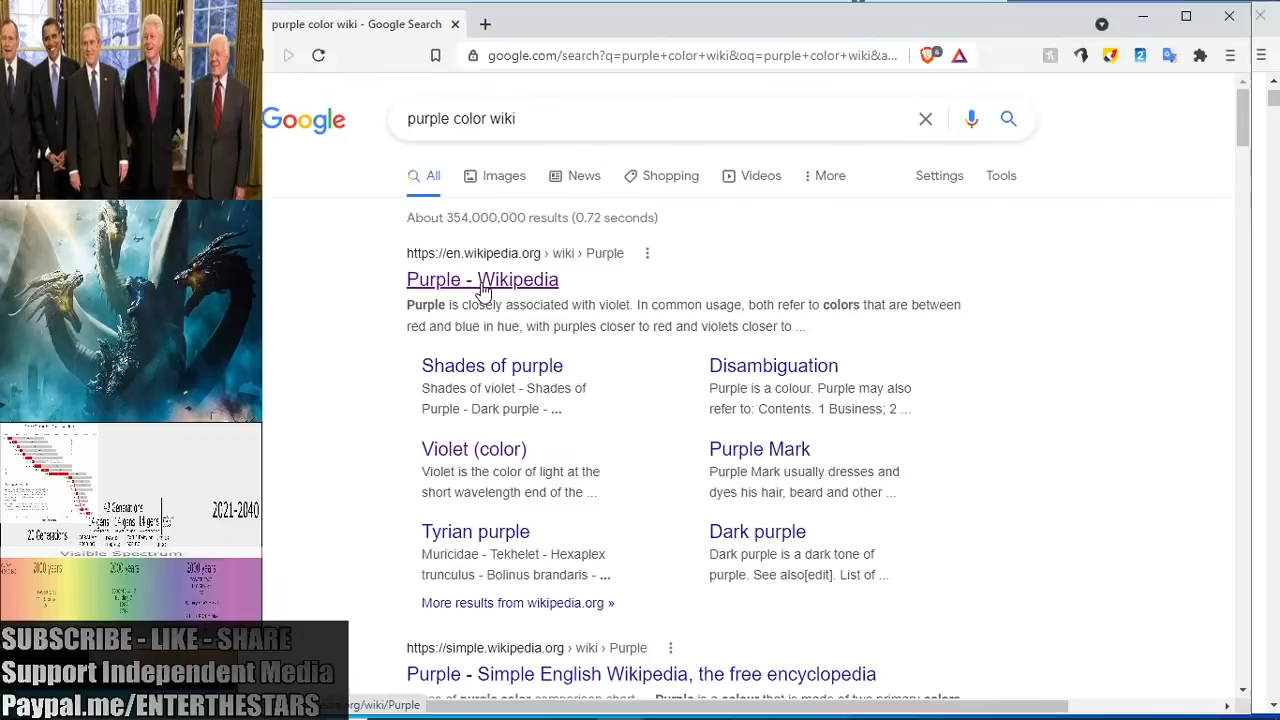 purple color wiki - Google Search
google.com/search?q=purple+color+wiki&oq=purple+color+wiki&a...
Google
purple color wiki
All
Images
News
Shopping
Videos
More
Settings
Tools
About 354,000,000 results (0.72 seconds)
https://en.wikipedia.org › wiki › Purple
Purple - Wikipedia
Purple is closely associated with violet. In common usage, both refer to colors that are between
red and blue in hue, with purples closer to red and violets closer to ...
Shades of purple
Shades of violet - Shades of
Purple - Dark purple - ...
Disambiguation
Purple is a colour. Purple may also
refer to: Contents. 1 Business; 2 ...
Violet (color)
Violet is the color of light at the
short wavelength end of the ...
Purple Mark
Purple Mark usually dresses and
dyes his hair, beard and other ...
Tyrian purple
Muricidae - Tekhelet - Hexaplex
trunculus - Bolinus brandaris - ...
Dark purple
Dark purple is a dark tone of
purple. See also[edit]. List of ...
More results from wikipedia.org »
https://simple.wikipedia.org › wiki › Purple
Purple - Simple English Wikipedia, the free encyclopedia
2021-2040
Visible Spectrum
2000 years
2000 years
2000 years
SUBSCRIBE - LIKE - SHARE
Support Independent Media
Paypal.me/ENTERTHESTARS
org/wiki/Purple